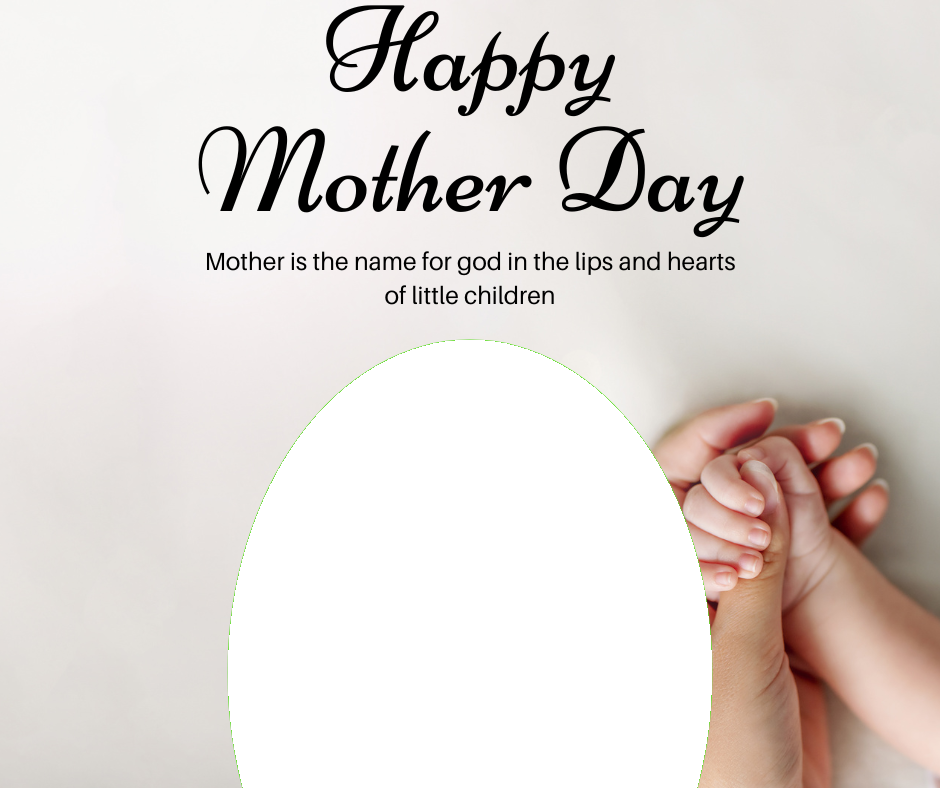 Happy
Mother Day
Mother is the name for god in the lips and hearts
of little children